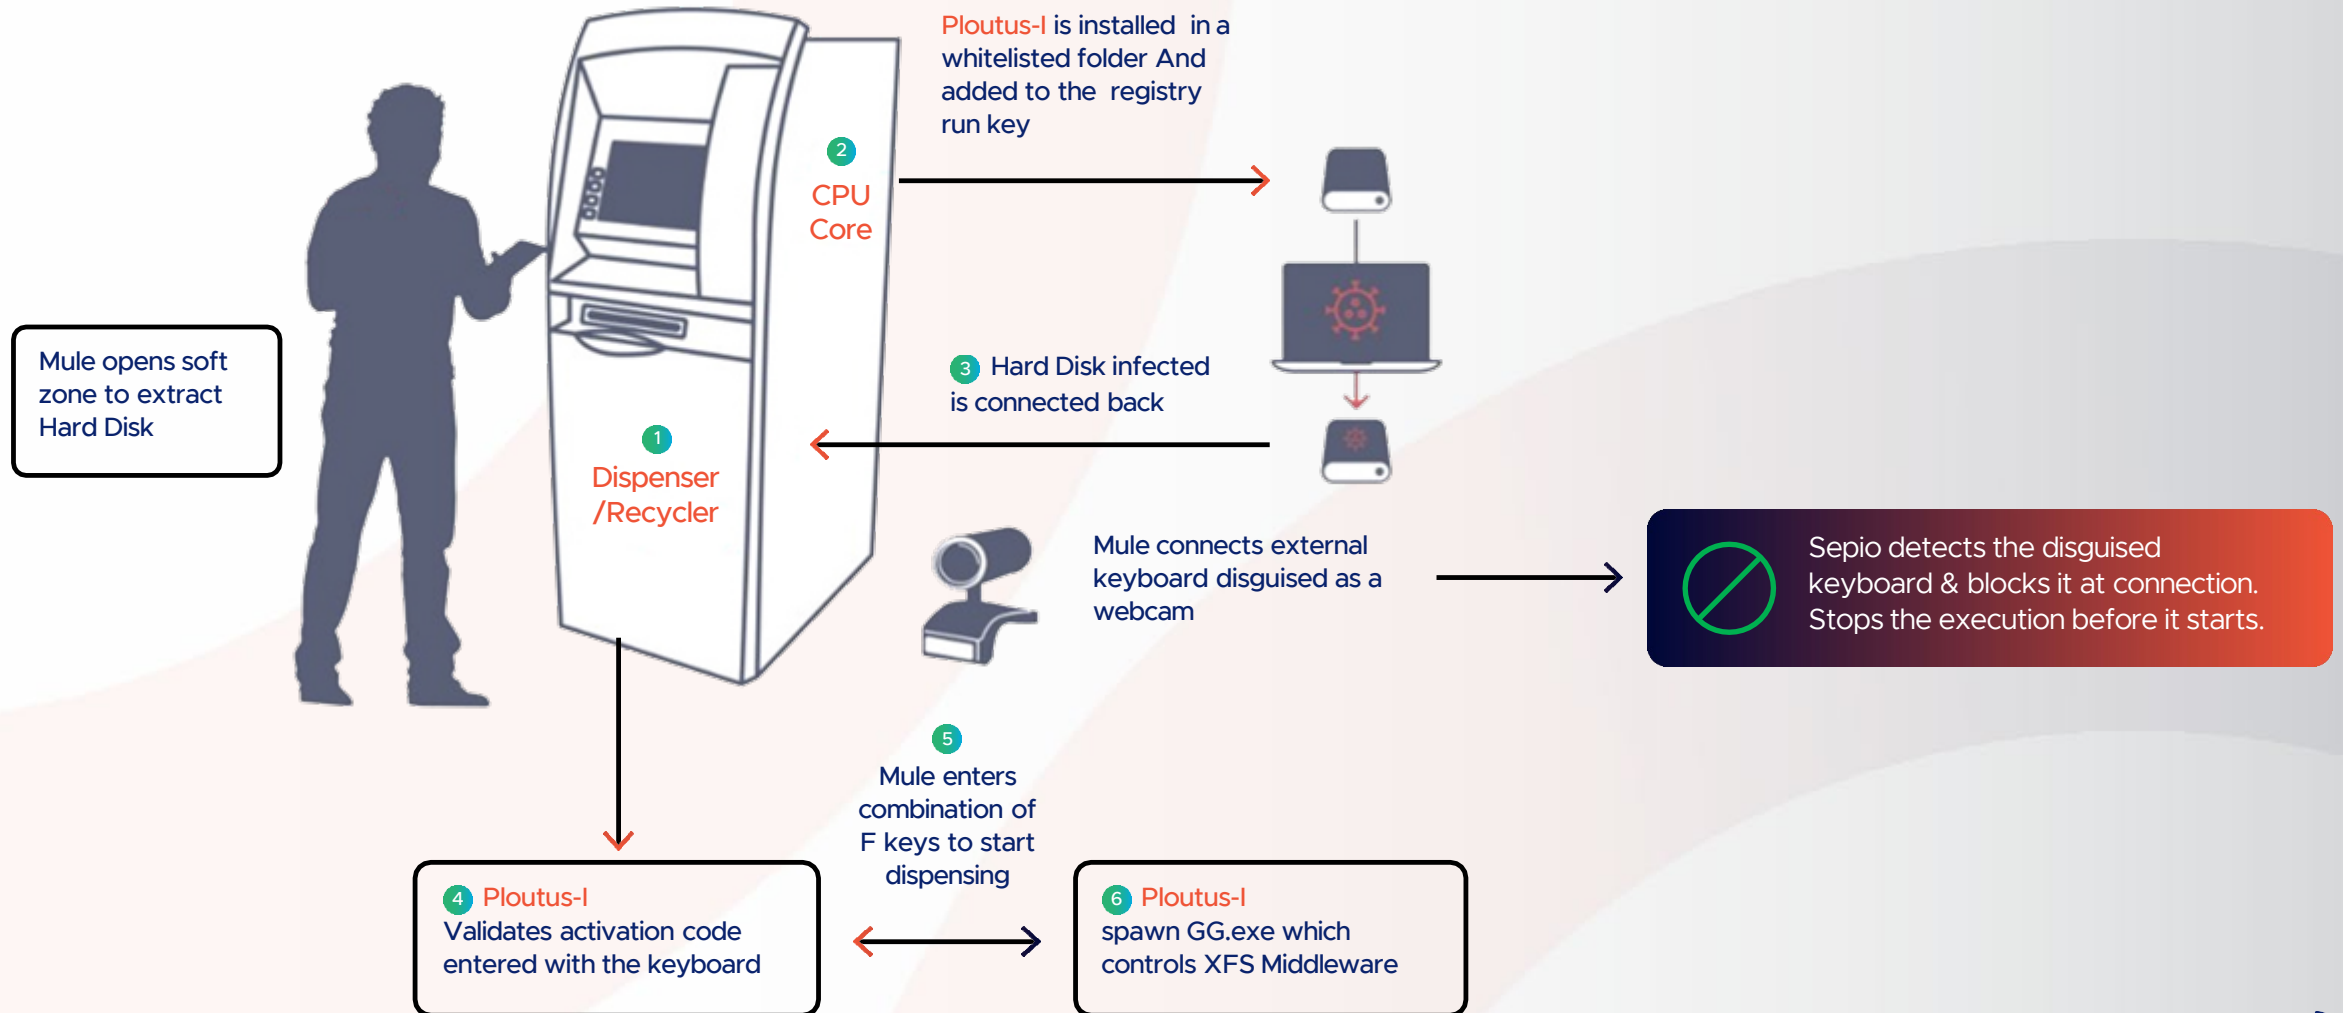 Ploutus-I is installed in a
whitelisted folder And
added to the registry
run key
2
CPU
Core
Mule opens soft
zone to extract
Hard Disk
3 Hard Disk infected
is connected back
1
Dispenser
/Recycler
Mule connects external
keyboard disguised as a
webcam
Sepio detects the disguised
keyboard & blocks it at connection.
Stops the execution before it starts.
5
Mule enters
combination of
F keys to start
dispensing
4 Ploutus-I
Validates activation code
entered with the keyboard
6 Ploutus-I
spawn GG.exe which
controls XFS Middleware